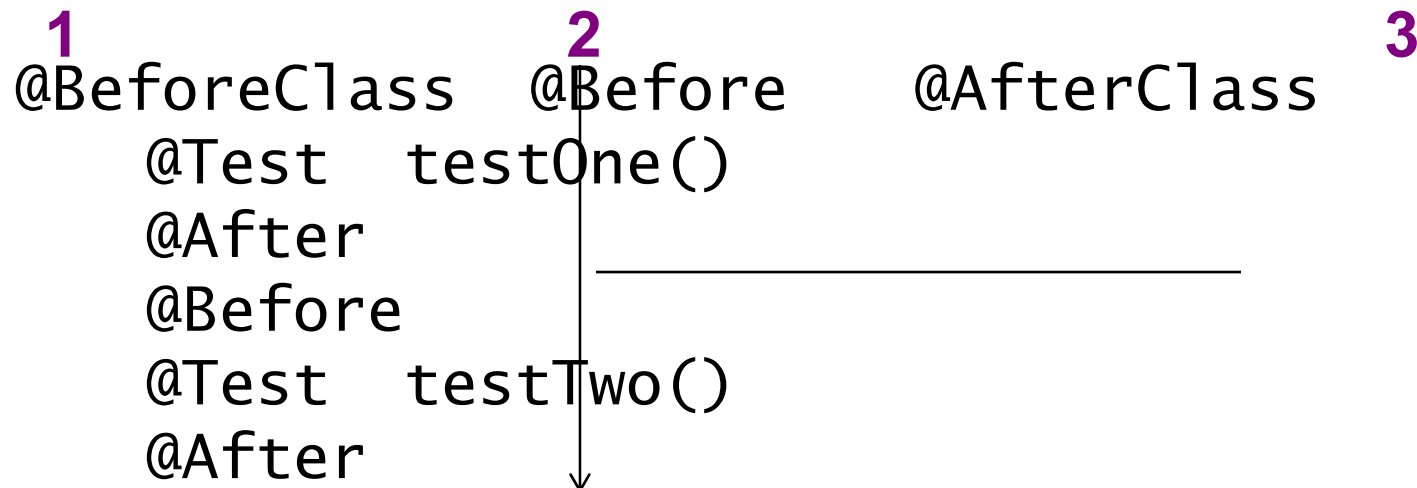 1 2 3
@BeforeClass @Before @AfterClass
@Test testOne()
@After
@Before
@Test testTwo()
@After